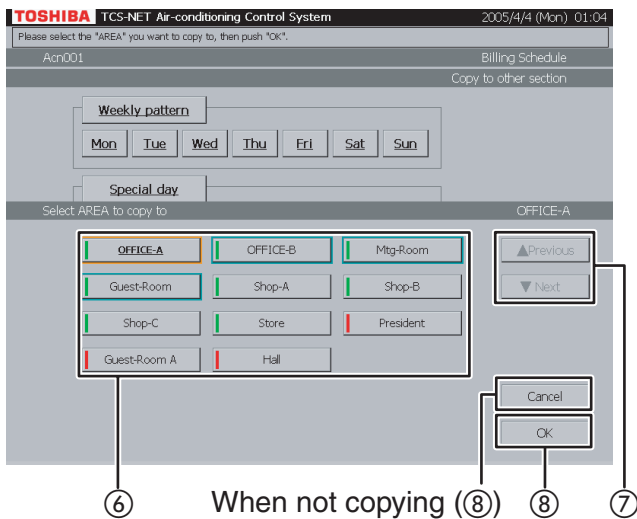 TOSHIBA TCS-NET Air-conditioning Control System 2005/4/4 (Mon) 01:04
Please select the "AREA" you want to copy to, then push "OK".
Acn001 Billing Schedule
Copy to other section
Weekly pattern
Mon Tue Wed Thu Fri Sat Sun
Special day
Select AREA to copy to OFFICE-A
OFFICE-A OFFICE-B Mtg-Room ▲Previous
Guest-Room Shop-A Shop-B ▼Next
Shop-C Store President
Guest-Room A Hall
Cancel
OK
⑥ When not copying (⑧) ⑧ ⑦